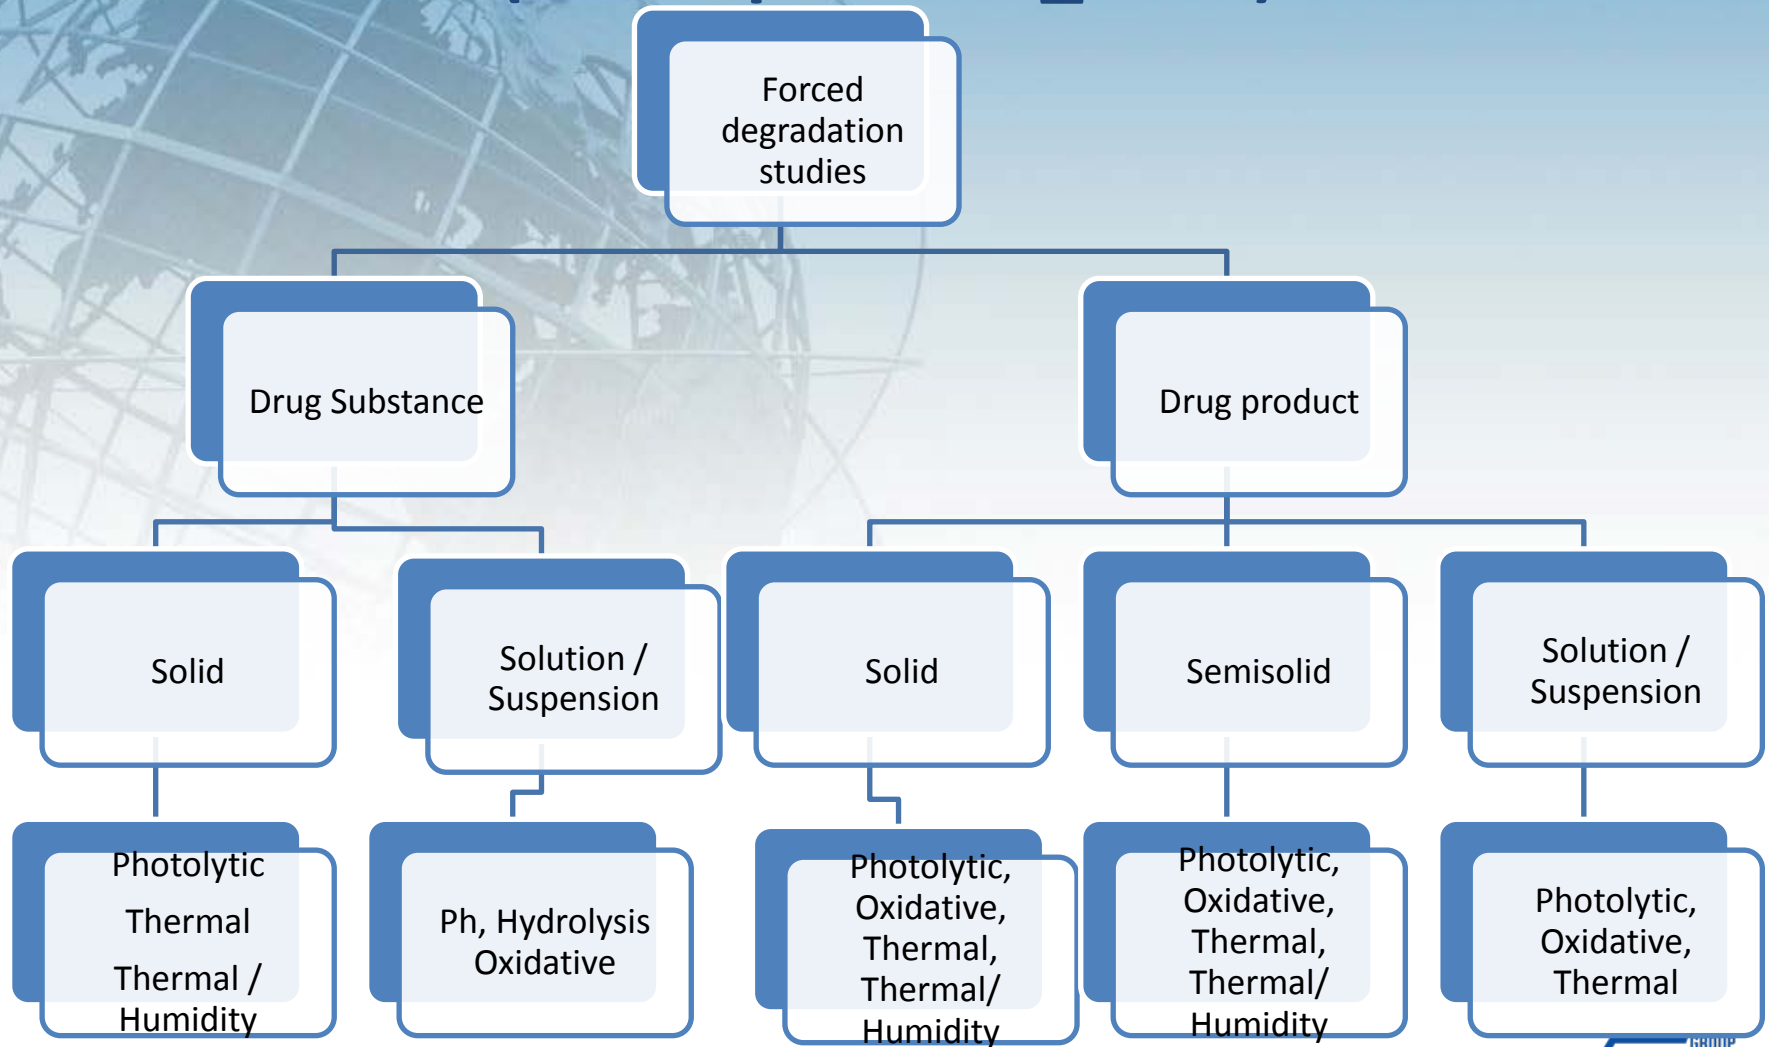 Forced
degradation
studies
Drug Substance
Drug product
Solid
Solution /
Suspension
Solid
Semisolid
Solution /
Suspension
Photolytic
Thermal
Thermal /
Humidity
Ph, Hydrolysis
Oxidative
Photolytic,
Oxidative,
Thermal,
Thermal/
Humidity
Photolytic,
Oxidative,
Thermal,
Thermal/
Humidity
Photolytic,
Oxidative,
Thermal
GROUP